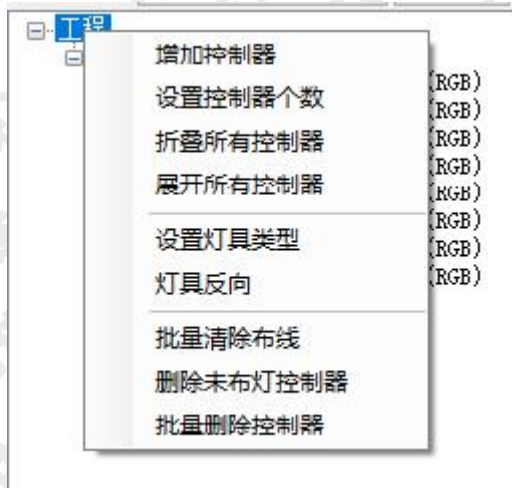 工程
增加控制器
设置控制器个数
(RGB)
(RGB)
折叠所有控制器
(RGB)
展开所有控制器
(RGB)
(RGB)
设置灯具类型
(RGB)
(RGB)
灯具反向
(RGB)
批量清除布线
删除未布灯控制器
批量删除控制器